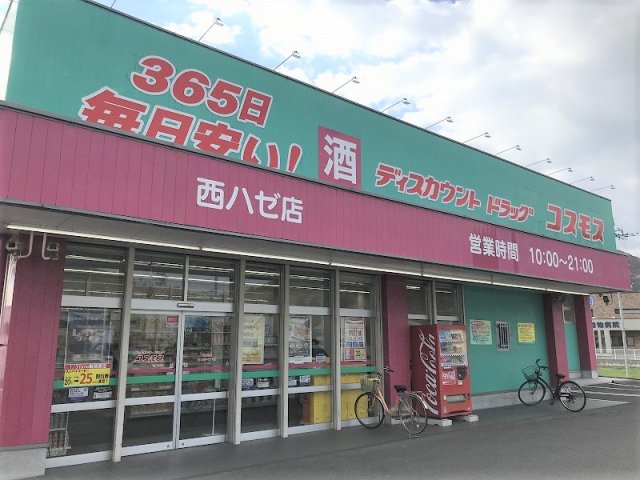 365日
毎日安い!
酒
ディスカウント ドラッグ コスモス
西ハゼ店
営業時間 10:00〜21:00
Coca-Cola
25